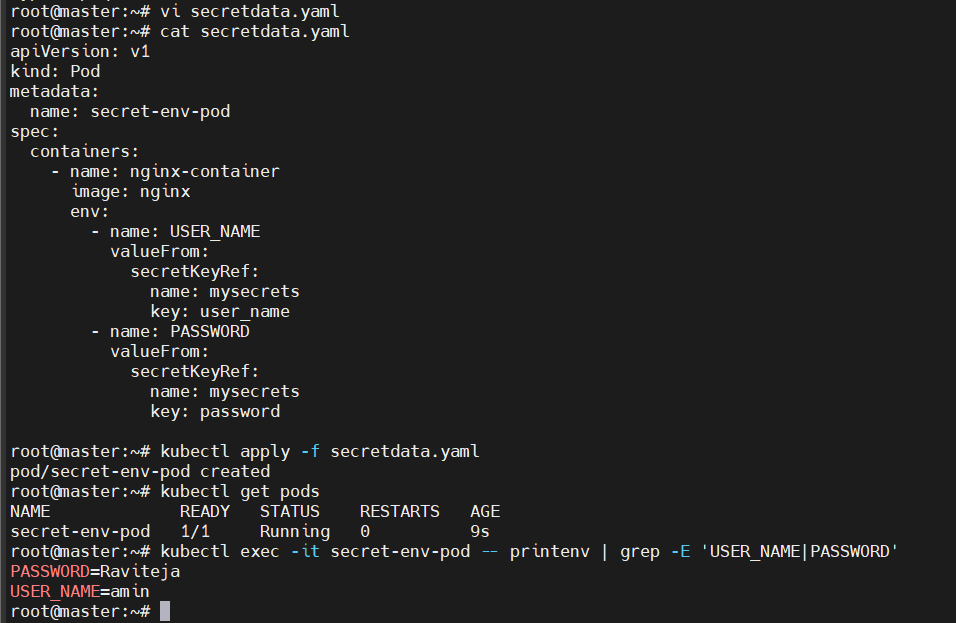 root@master:~# vi secretdata.yaml
root@master:~# cat secretdata.yaml
apiVersion: v1
kind: Pod
metadata:
  name: secret-env-pod
spec:
  containers:
    - name: nginx-container
      image: nginx
      env:
        - name: USER_NAME
          valueFrom:
            secretKeyRef:
              name: mysecrets
              key: user_name
        - name: PASSWORD
          valueFrom:
            secretKeyRef:
              name: mysecrets
              key: password

root@master:~# kubectl apply -f secretdata.yaml
pod/secret-env-pod created
root@master:~# kubectl get pods
NAME             READY   STATUS    RESTARTS   AGE
secret-env-pod   1/1     Running   0          9s
root@master:~# kubectl exec -it secret-env-pod -- printenv | grep -E 'USER_NAME|PASSWORD'
PASSWORD=Raviteja
USER_NAME=amin
root@master:~#